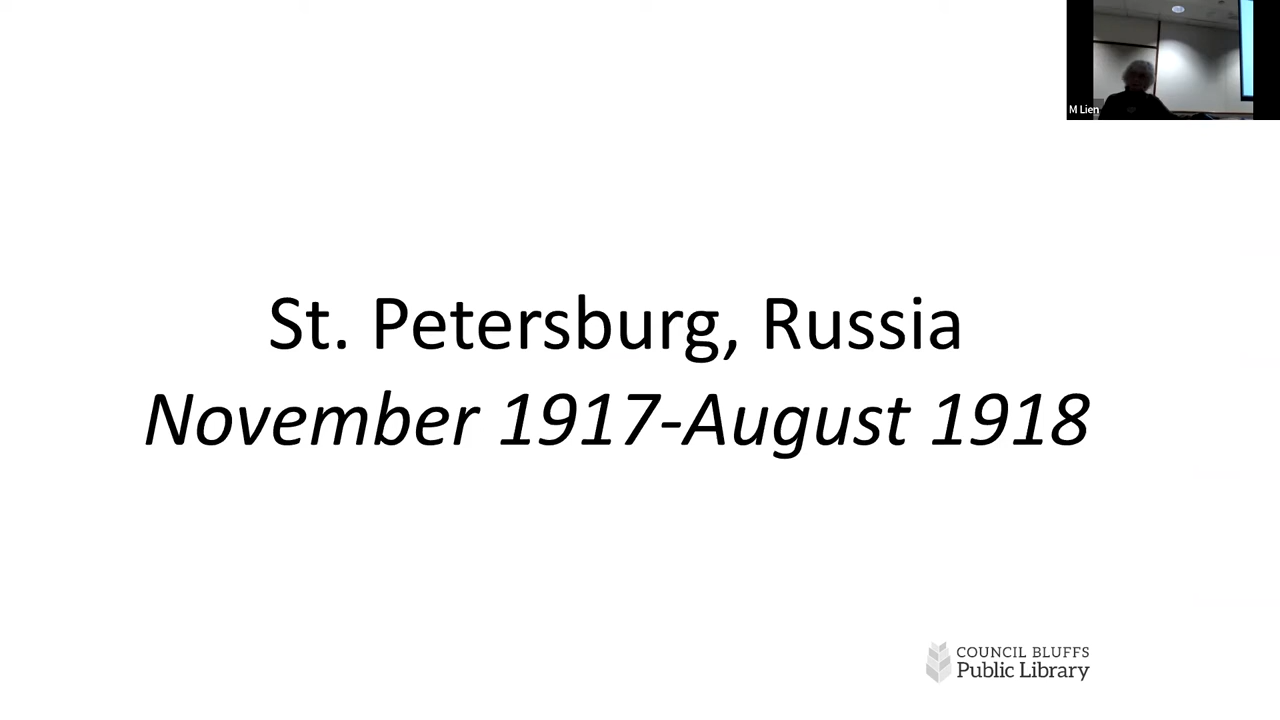 M Lien
St. Petersburg, Russia
November 1917-August 1918
COUNCIL BLUFFS
Public Library